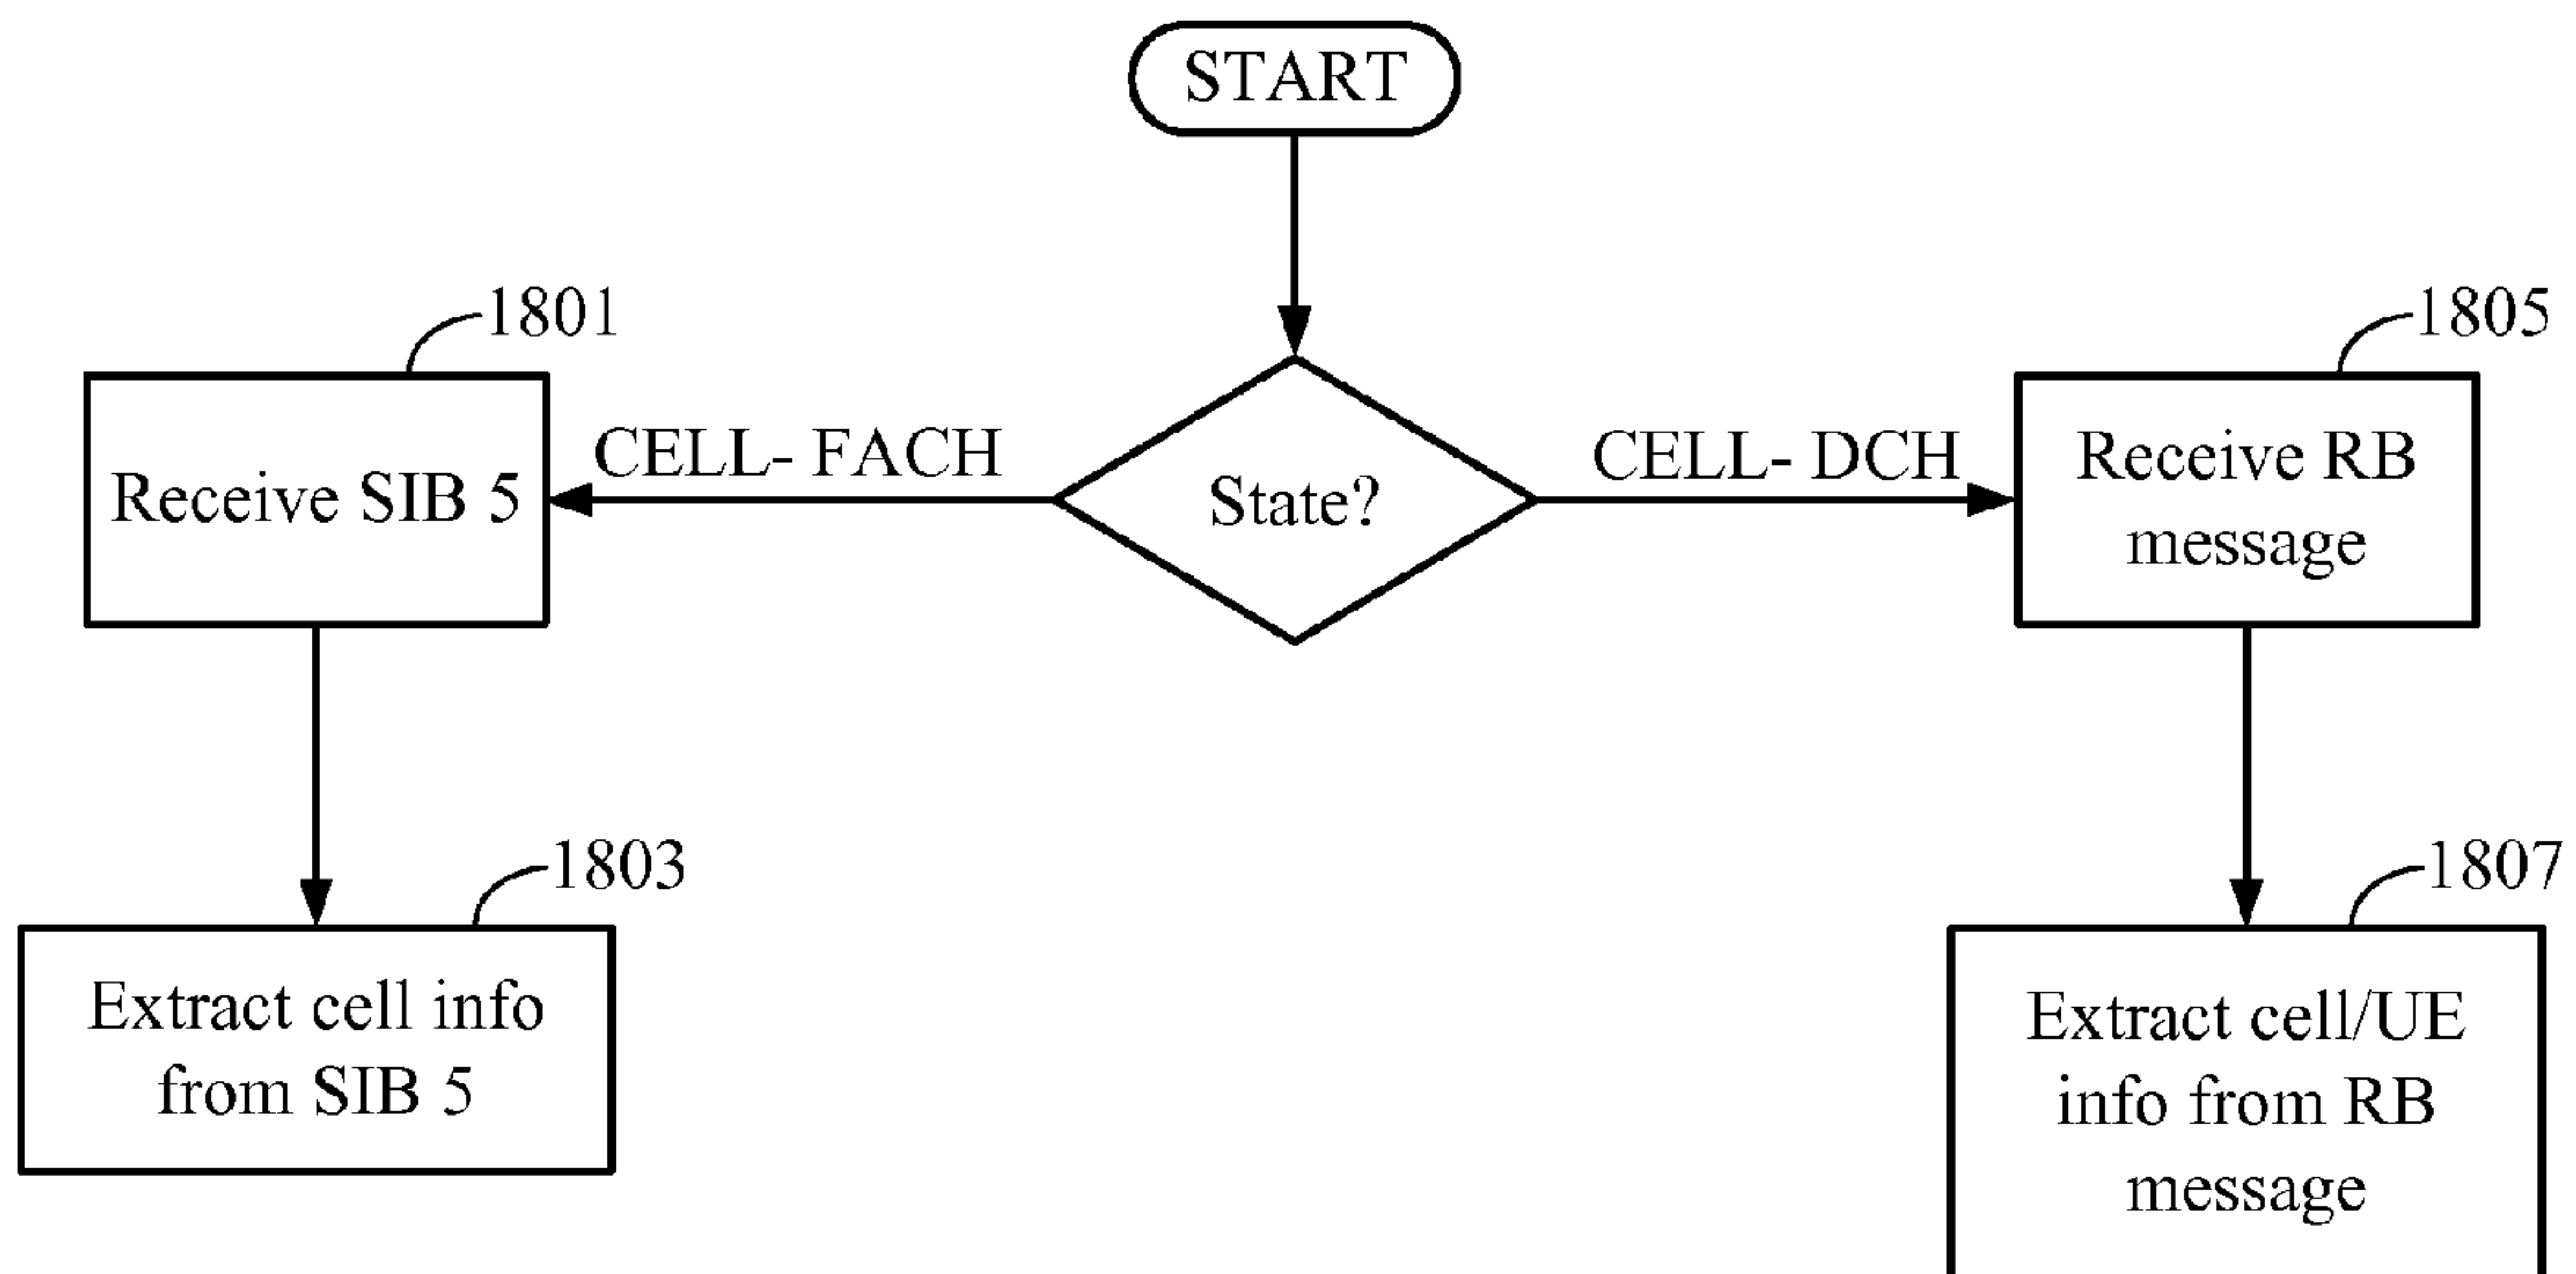 START
1801
1805
CELL- FACH
CELL- DCH
Receive SIB 5
State?
Receive RB
message
1803
1807
Extract cell info
from SIB 5
Extract cell/UE
info from RB
message